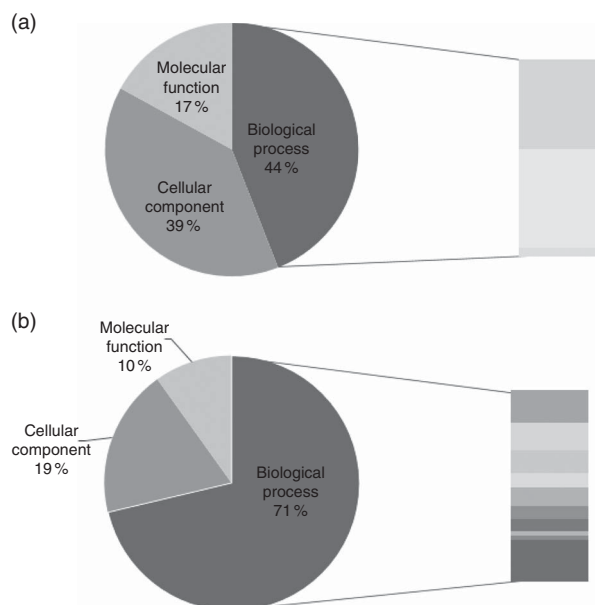 (a)
Molecular
function
17 %
Biological
process
44 %
Cellular
component
39 %
(b)
Molecular
function
10 %
Cellular
component
19 %
Biological
process
71 %